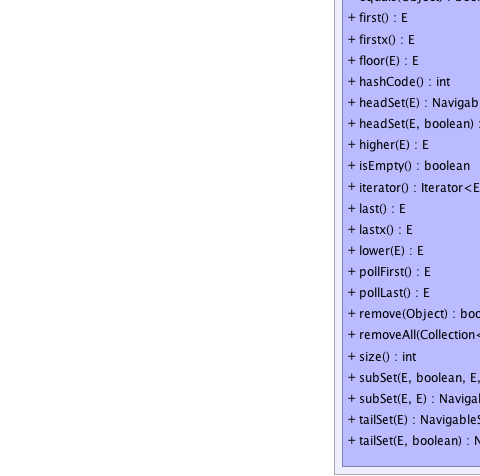 + first() : E
+ firstx() : E
+ floor(E) : E
+ hashCode() : int
+ headSet(E) : Navigab
+ headSet(E, boolean) :
+ higher(E) : E
+ isEmpty() : boolean
+ iterator() : Iterator<E
+ last() : E
+ lastx() : E
+ lower(E) : E
+ pollFirst() : E
+ pollLast() : E
+ remove(Object) : boo
+ removeAll(Collection<
+ size() : int
+ subSet(E, boolean, E,
+ subSet(E, E) : Navigal
+ tailSet(E) : NavigableS
+ tailSet(E, boolean) : N